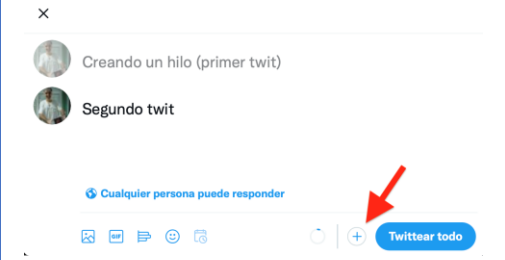 Creando un hilo (primer twit)
Segundo twit
Cualquier persona puede responder
GIF
Twittear todo